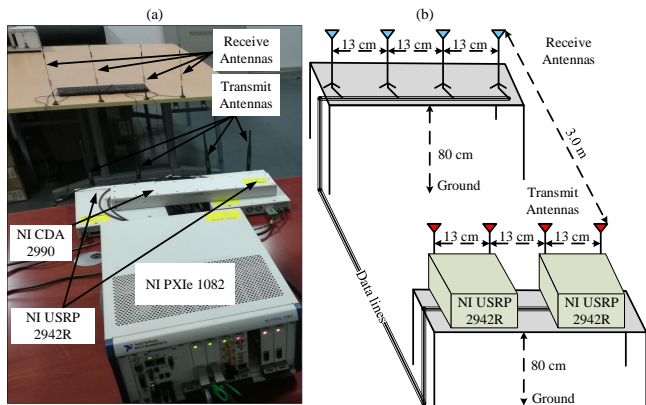 (a)
Receive
Antennas
Transmit
Antennas
NI CDA
2990
NI PXIe 1082
NI USRP
2942R
NATIONAL
INSTRUMENTS
(b)
13 cm
13 cm
13 cm
Receive
Antennas
80 cm
Ground
3.0 m
Transmit
Antennas
13 cm
13 cm
13 cm
Data lines
NI USRP
2942R
NI USRP
2942R
80 cm
Ground